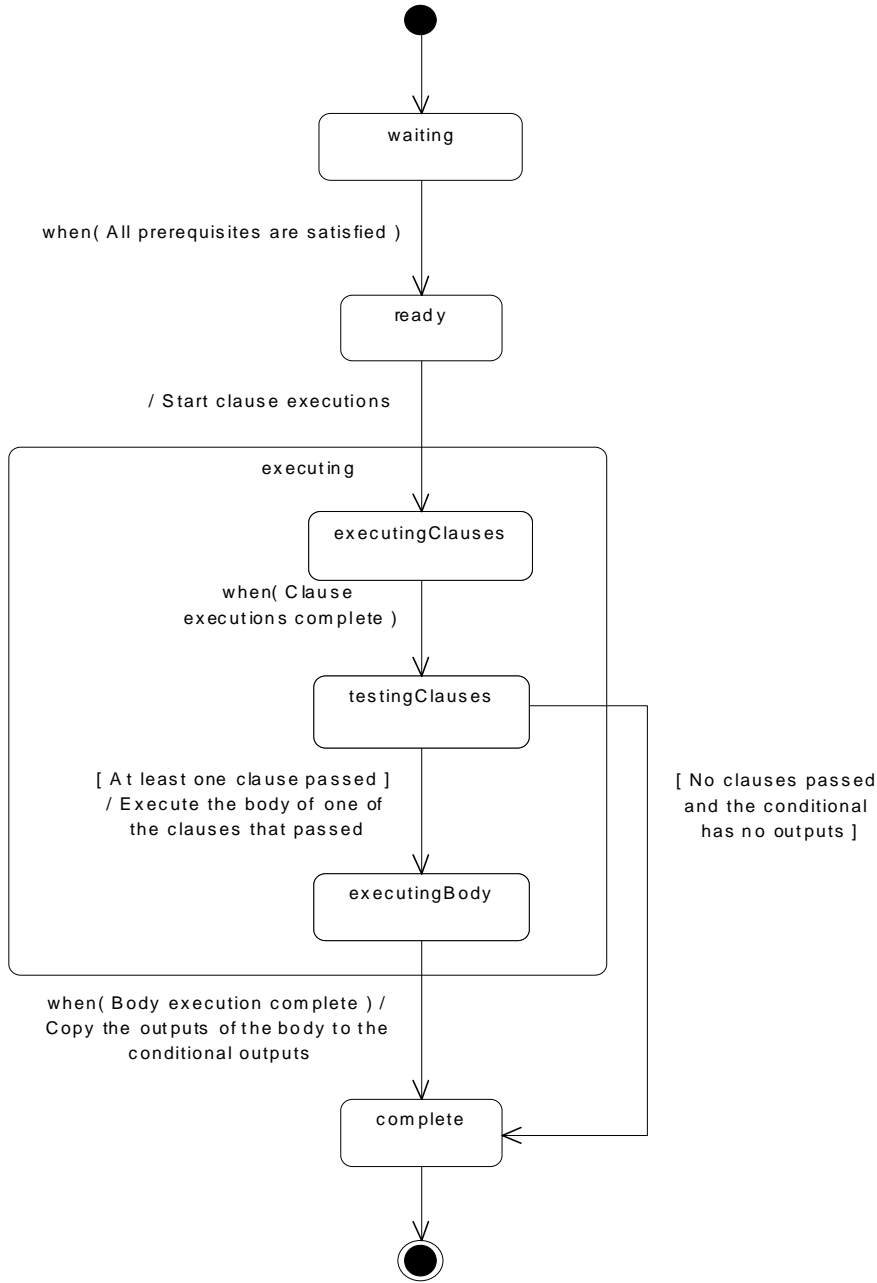 waiting
when( All prerequisites are satisfied )
ready
/ Start clause executions
executing
executingClauses
when( Clause
executions complete )
testingClauses
[ At least one clause passed ]
/ Execute the body of one of
the clauses that passed
[ No clauses passed
and the conditional
has no outputs ]
executingBody
when( Body execution complete ) /
Copy the outputs of the body to the
conditional outputs
complete